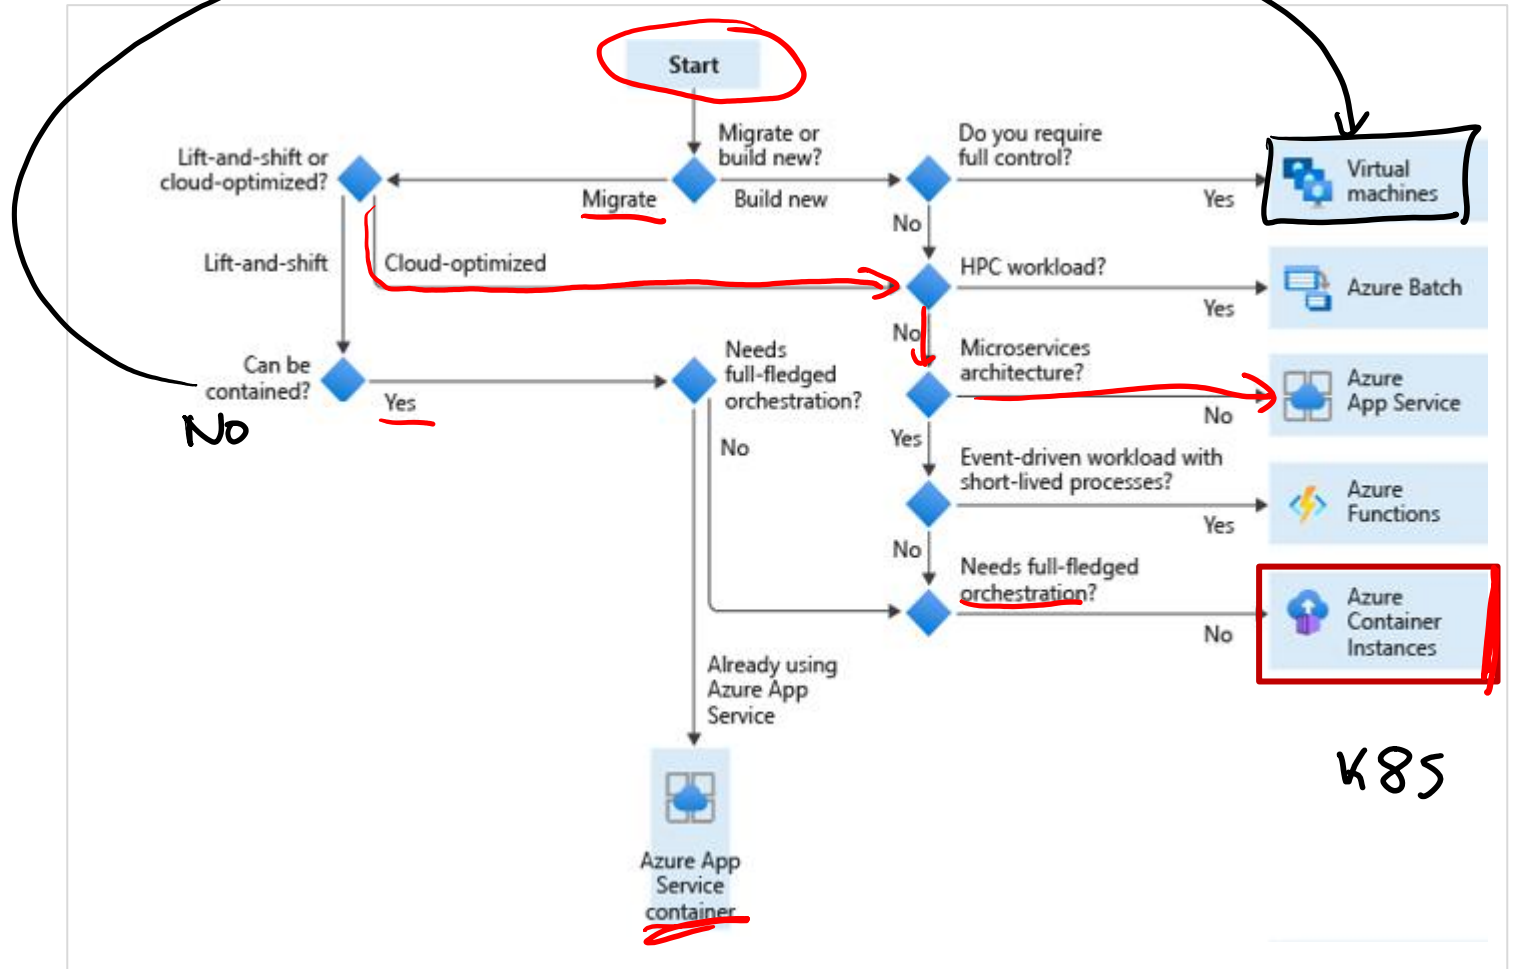 Start
Migrate or
build new?
Do you require
full control?
Lift-and-shift or
cloud-optimized?
Migrate
Build new
Yes
Virtual
machines
No
Lift-and-shift
Cloud-optimized
HPC workload?
Yes
Azure Batch
No
Can be
contained?
Yes
No
Needs
full-fledged
orchestration?
No
Microservices
architecture?
No
Azure
App Service
Yes
Event-driven workload with
short-lived processes?
Yes
Azure
Functions
No
Needs full-fledged
orchestration?
No
Azure
Container
Instances
Already using
Azure App
Service
K8S
Azure App
Service
container